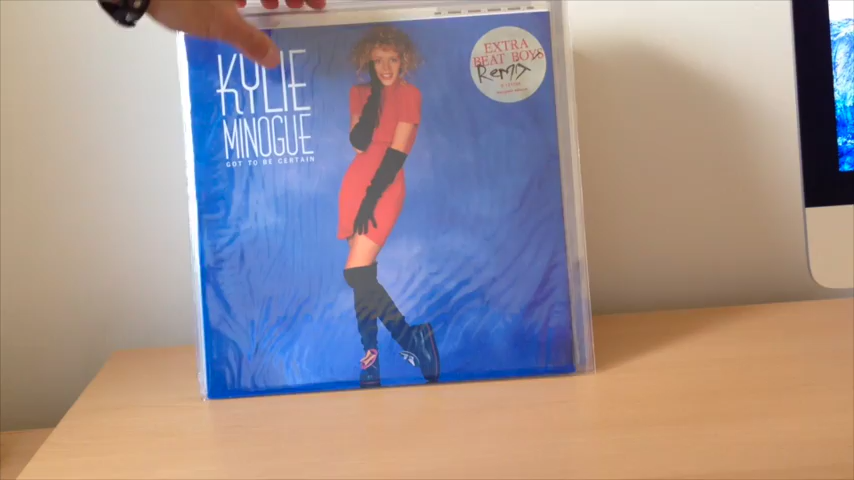 KYLIE
MINOGUE
GOT TO BE CERTAIN
EXTRA
BEAT BOYS
Remix